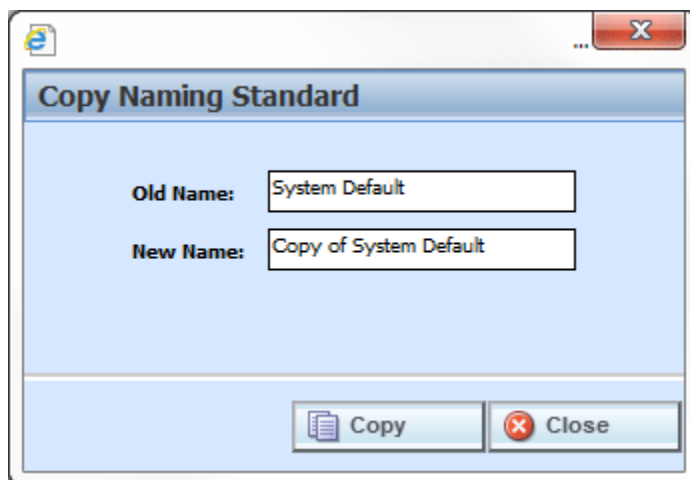 ...
Copy Naming Standard
Old Name: System Default
New Name: Copy of System Default
Copy Close